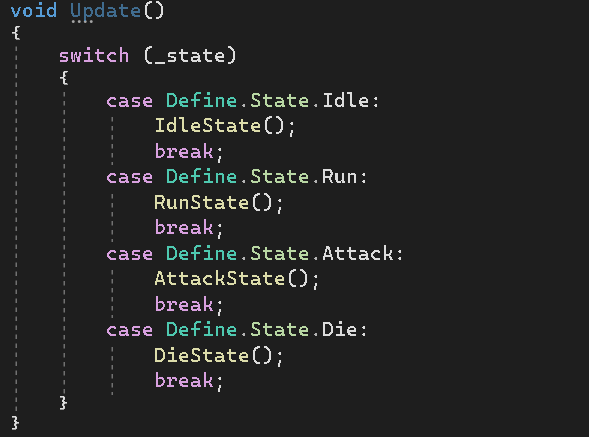 void Update()
{
    switch (_state)
    {
        case Define.State.Idle:
            IdleState();
            break;
        case Define.State.Run:
            RunState();
            break;
        case Define.State.Attack:
            AttackState();
            break;
        case Define.State.Die:
            DieState();
            break;
    }
}